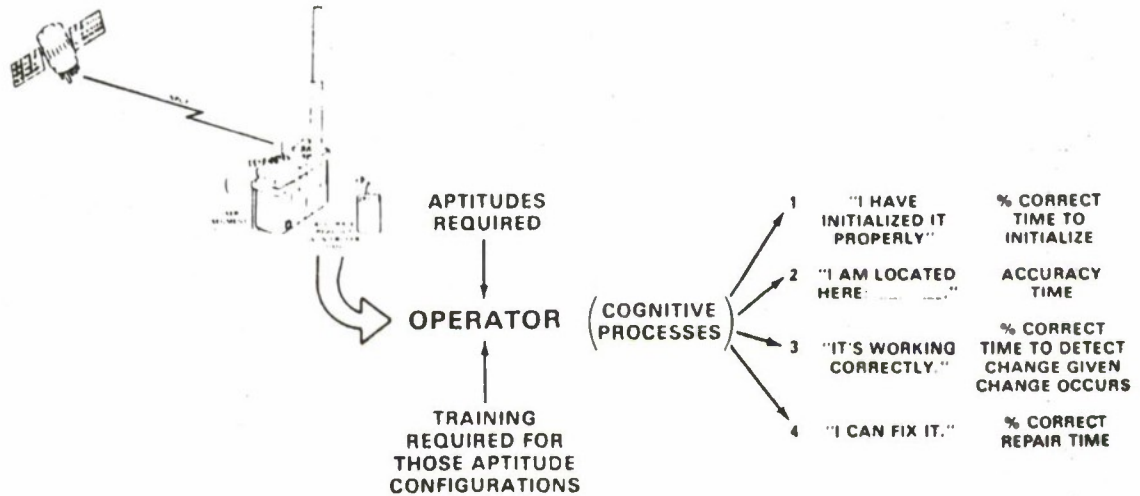 APTITUDES
REQUIRED
OPERATOR
TRAINING
REQUIRED FOR
THOSE APTITUDE
CONFIGURATIONS
(COGNITIVE
PROCESSES)
1 "I HAVE
INITIALIZED IT
PROPERLY"
% CORRECT
TIME TO
INITIALIZE
2 "I AM LOCATED
HERE: ."
ACCURACY
TIME
3 "IT'S WORKING
CORRECTLY."
% CORRECT
TIME TO DETECT
CHANGE GIVEN
CHANGE OCCURS
4 "I CAN FIX IT."
% CORRECT
REPAIR TIME